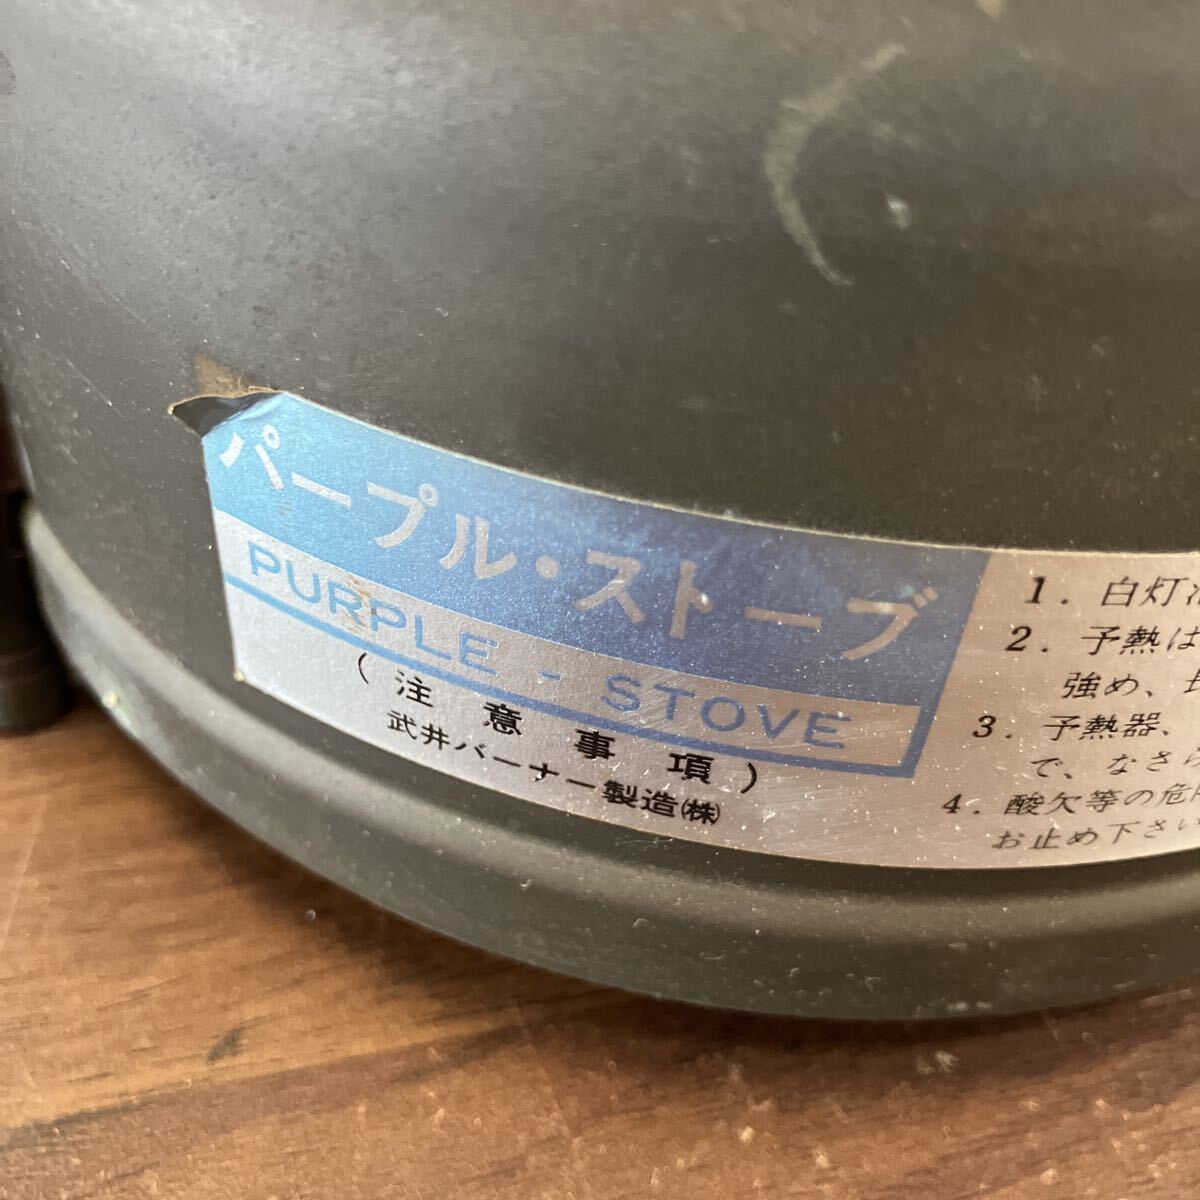 パープル・ストーブ
PURPLE - STOVE
(注意事項)
武井バーナー製造㈱
1. 白灯
2. 予熱は
強め、
3. 予熱器、
で、なさ
4. 酸欠等の危
お止め下さい